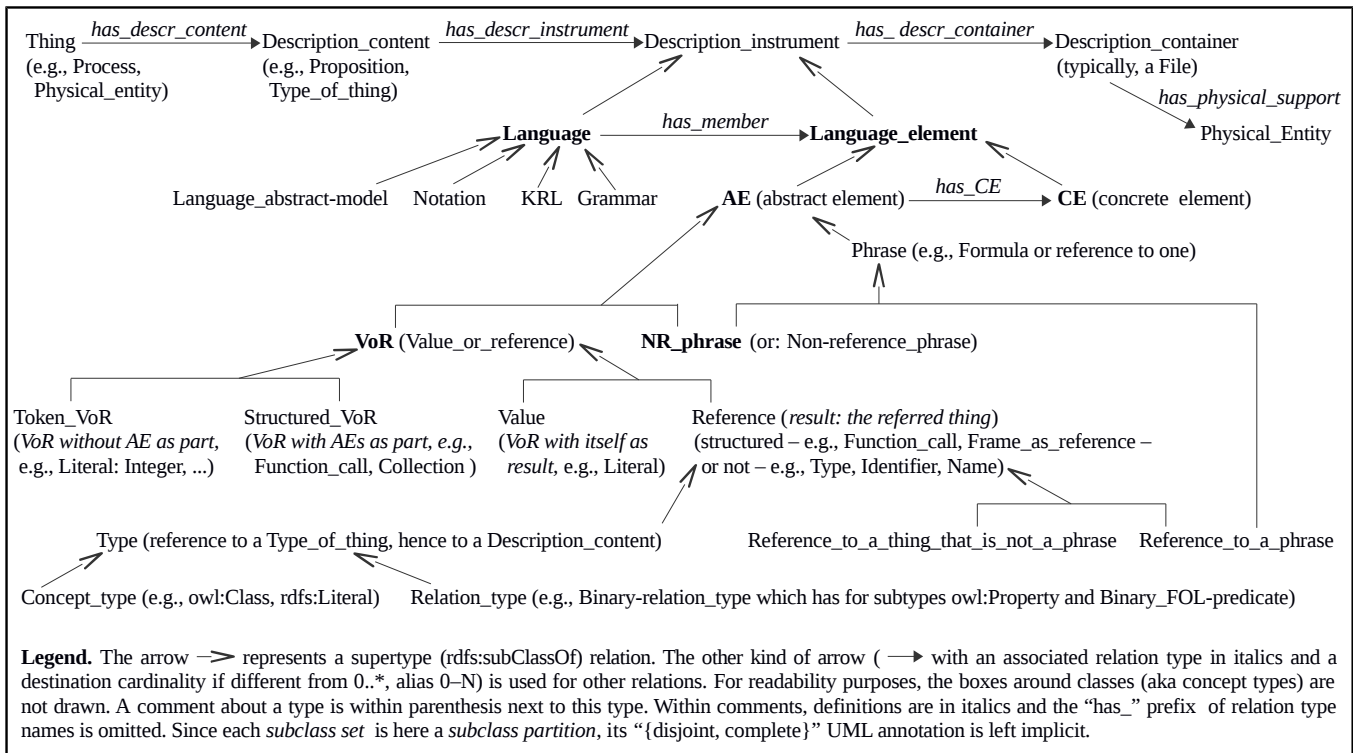 Thing has_descr_content Description_content has_descr_instrument Description_instrument has_ descr_container Description_container
(e.g., Process, (e.g., Proposition, (typically, a File)
Physical_entity) Type_of_thing)
has_physical_support
Language has_member Language_element Physical_Entity
Language_abstract-model Notation KRL Grammar AE (abstract element) has_CE CE (concrete element)
Phrase (e.g., Formula or reference to one)
VoR (Value_or_reference) NR_phrase (or: Non-reference_phrase)
Token_VoR Structured_VoR Value Reference (result: the referred thing)
(VoR without AE as part, (VoR with AEs as part, e.g., (VoR with itself as (structured – e.g., Function_call, Frame_as_reference –
e.g., Literal: Integer, ...) Function_call, Collection ) result, e.g., Literal) or not – e.g., Type, Identifier, Name)
Type (reference to a Type_of_thing, hence to a Description_content) Reference_to_a_thing_that_is_not_a_phrase Reference_to_a_phrase
Concept_type (e.g., owl:Class, rdfs:Literal) Relation_type (e.g., Binary-relation_type which has for subtypes owl:Property and Binary_FOL-predicate)
Legend. The arrow represents a supertype (rdfs:subClassOf) relation. The other kind of arrow ( with an associated relation type in italics and a
destination cardinality if different from 0..*, alias 0–N) is used for other relations. For readability purposes, the boxes around classes (aka concept types) are
not drawn. A comment about a type is within parenthesis next to this type. Within comments, definitions are in italics and the “has_” prefix of relation type
names is omitted. Since each subclass set is here a subclass partition, its “{disjoint, complete}” UML annotation is left implicit.